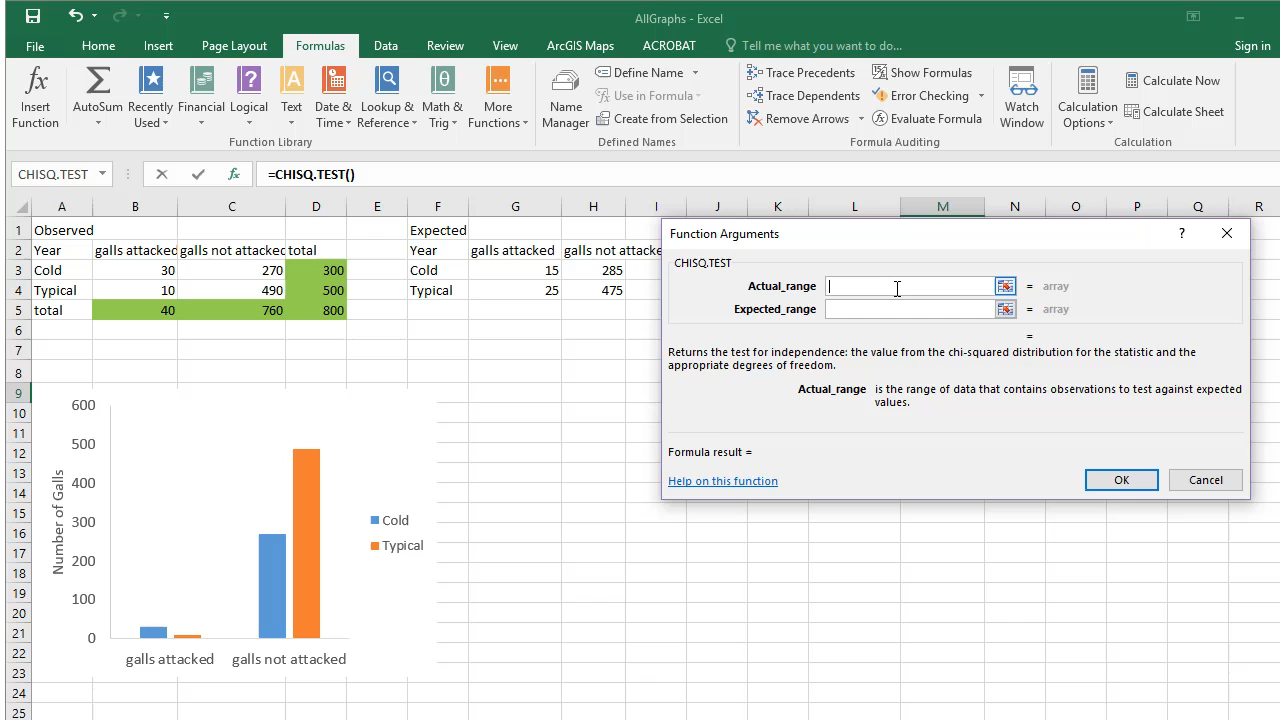 AllGraphs - Excel
File Home Insert Page Layout Formulas Data Review View ArcGIS Maps ACROBAT Tell me what you want to do... Sign in
Insert Function
AutoSum
Recently Used
Financial
Logical
Text
Date & Time
Lookup & Reference
Math & Trig
More Functions
Function Library
Name Manager
Define Name
Use in Formula
Create from Selection
Defined Names
Trace Precedents
Trace Dependents
Remove Arrows
Show Formulas
Error Checking
Evaluate Formula
Formula Auditing
Watch Window
Calculation Options
Calculate Now
Calculate Sheet
Calculation
CHISQ.TEST fx =CHISQ.TEST()
A B C D E F G H I J K L M N O P Q R
1 Observed Expected
2 Year galls attacked galls not attacked total Year galls attacked galls not attacke
3 Cold 30 270 300 Cold 15 285
4 Typical 10 490 500 Typical 25 475
5 total 40 760 800
6
7
8
9
10
11
12
13
14
15
16
17
18
19
20
21
22
23
24
25
Number of Galls
600
500
400
300
200
100
0
galls attacked galls not attacked
Cold
Typical
Function Arguments ?
CHISQ.TEST
Actual_range = array
Expected_range = array
=
Returns the test for independence: the value from the chi-squared distribution for the statistic and the
appropriate degrees of freedom.
Actual_range is the range of data that contains observations to test against expected
values.
Formula result =
Help on this function
OK Cancel